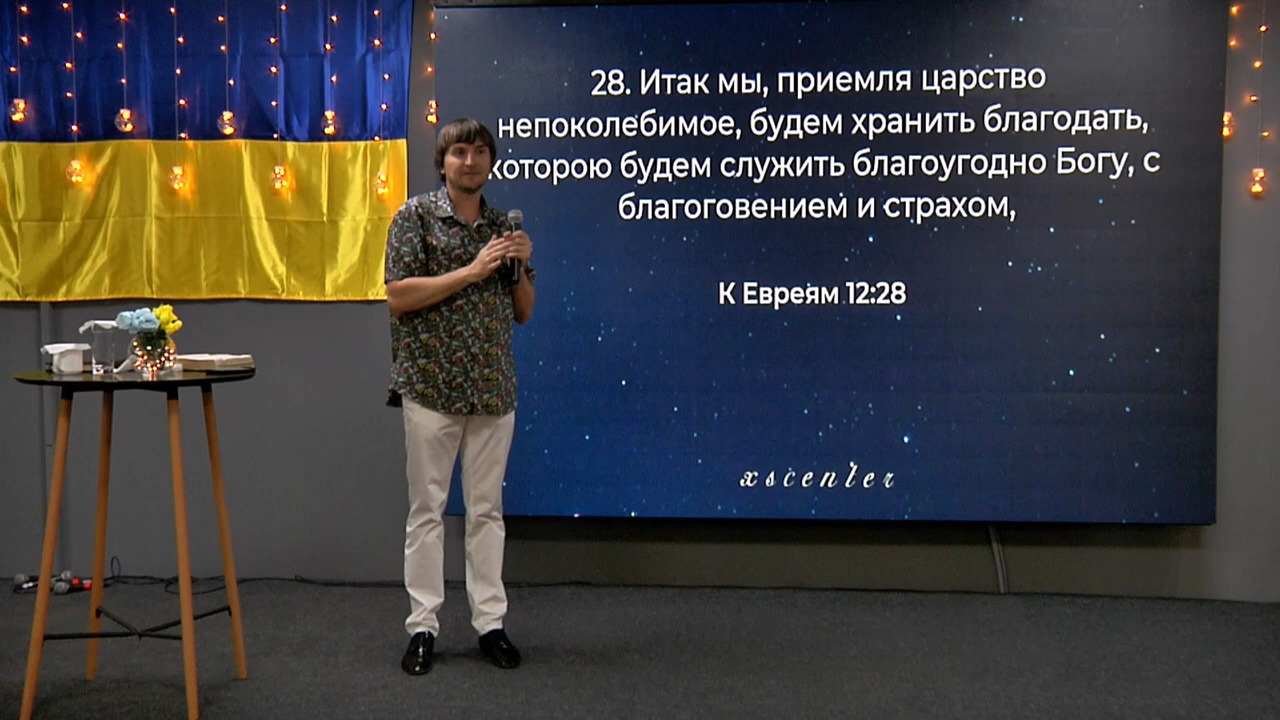 28. Итак мы, приемля царство
непоколебимое, будем хранить благодать,
которою будем служить благоугодно Богу, с
благоговением и страхом,
К Евреям 12:28
xscenter